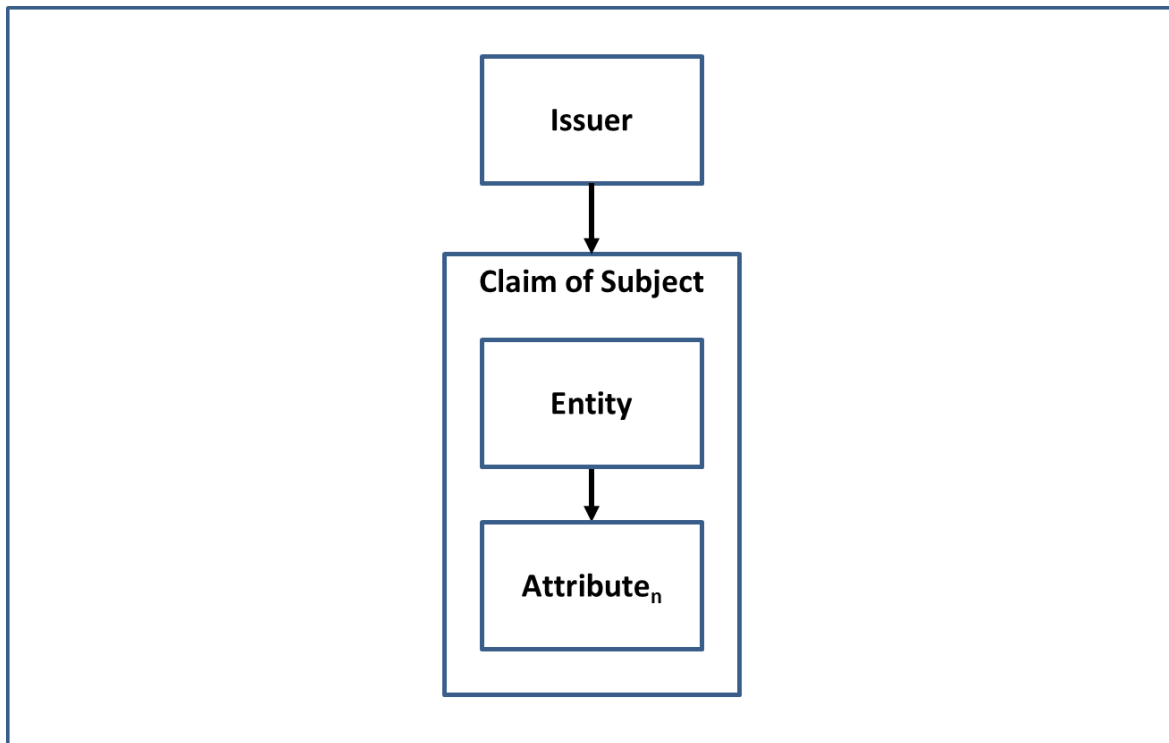 Issuer
Claim of Subject
Entity
Attributeₙ